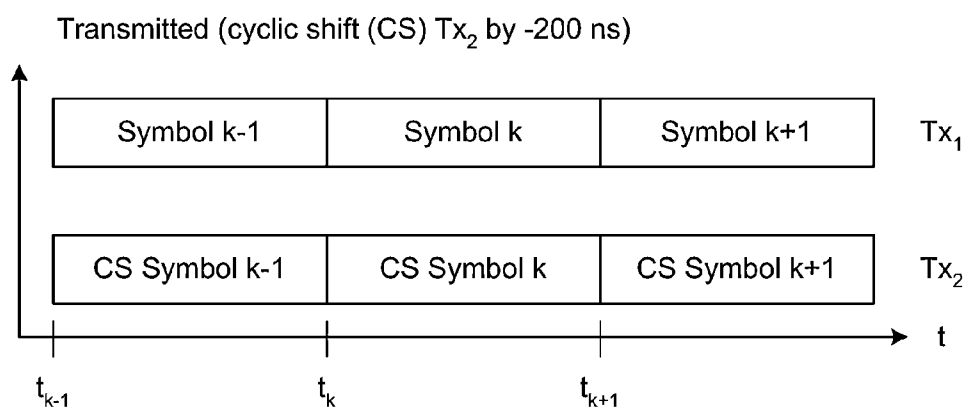 Transmitted (cyclic shift (CS) Tx₂ by -200 ns)
Symbol k-1 Symbol k Symbol k+1 Tx₁
CS Symbol k-1 CS Symbol k CS Symbol k+1 Tx₂
t
tₖ₋₁ tₖ tₖ₊₁